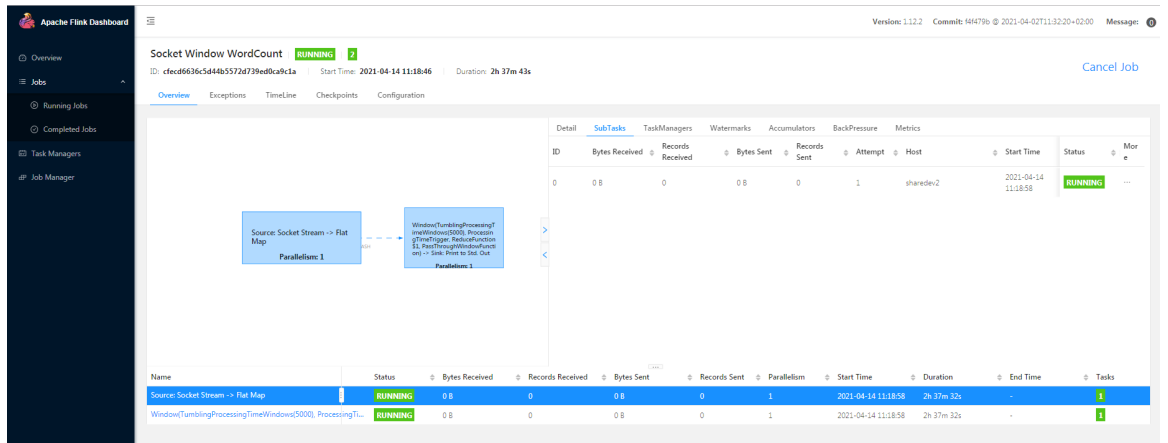 Apache Flink Dashboard
Version: 1.12.2 Commit: f4f479b @ 2021-04-02T11:32:20+02:00 Message: 0
Overview
Jobs
Running Jobs
Completed Jobs
Task Managers
Job Manager
Socket Window WordCount RUNNING 2
ID: cfecd6636c5d44b5572d739ed0ca9c1a Start Time: 2021-04-14 11:18:46 Duration: 2h 37m 43s
Cancel Job
Overview Exceptions TimeLine Checkpoints Configuration
Source: Socket Stream -> Flat
Map
Parallelism: 1
Window(TumblingProcessingT
imeWindows(5000), Processin
gTimeTrigger, ReduceFunction
$1, PassThroughWindowFuncti
on) -> Sink: Print to Std. Out
Parallelism: 1
Detail SubTasks TaskManagers Watermarks Accumulators BackPressure Metrics
ID Bytes Received Records Received Bytes Sent Records Sent Attempt Host Start Time Status More
0 0 B 0 0 B 0 1 sharedev2 2021-04-14 11:18:58 RUNNING ...
Name Status Bytes Received Records Received Bytes Sent Records Sent Parallelism Start Time Duration End Time Tasks
Source: Socket Stream -> Flat Map RUNNING 0 B 0 0 B 0 1 2021-04-14 11:18:58 2h 37m 32s - 1
Window(TumblingProcessingTimeWindows(5000), ProcessingTi... RUNNING 0 B 0 0 B 0 1 2021-04-14 11:18:58 2h 37m 32s - 1